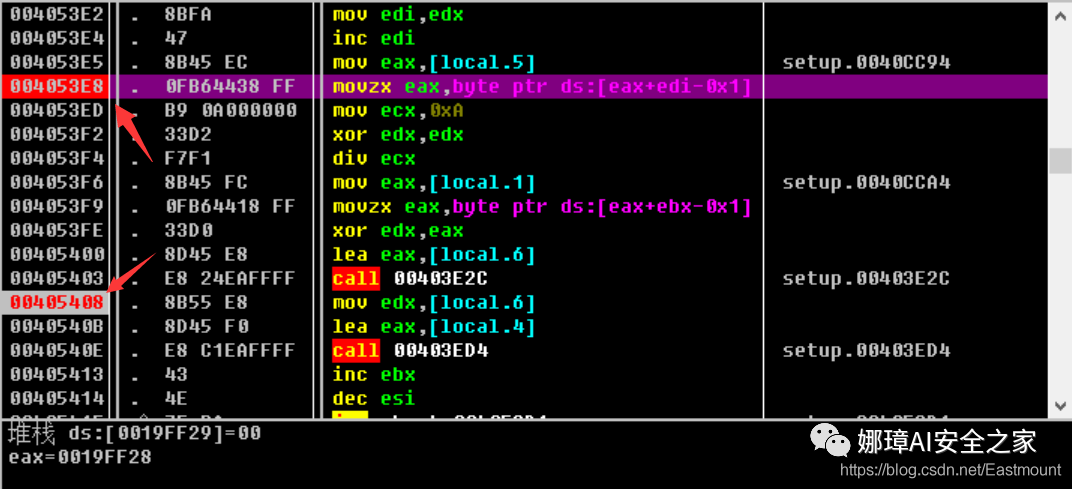 004053E2 . 8BFA mov edi,edx
004053E4 . 47 inc edi
004053E5 . 8B45 EC mov eax,[local.5] setup.0040CC94
004053E8 . 0FB64438 FF movzx eax,byte ptr ds:[eax+edi-0x1]
004053ED . B9 0A000000 mov ecx,0xA
004053F2 . 33D2 xor edx,edx
004053F4 . F7F1 div ecx
004053F6 . 8B45 FC mov eax,[local.1] setup.0040CCA4
004053F9 . 0FB64418 FF movzx eax,byte ptr ds:[eax+ebx-0x1]
004053FE . 33D0 xor edx,eax
00405400 . 8D45 E8 lea eax,[local.6]
00405403 . E8 24EAFFFF call 00403E2C setup.00403E2C
00405408 . 8B55 E8 mov edx,[local.6]
0040540B . 8D45 F0 lea eax,[local.4]
0040540E . E8 C1EAFFFF call 00403ED4 setup.00403ED4
00405413 . 43 inc ebx
00405414 . 4E dec esi
堆栈 ds:[0019FF29]=00
eax=0019FF28
娜璋AI安全之家
https://blog.csdn.net/Eastmount